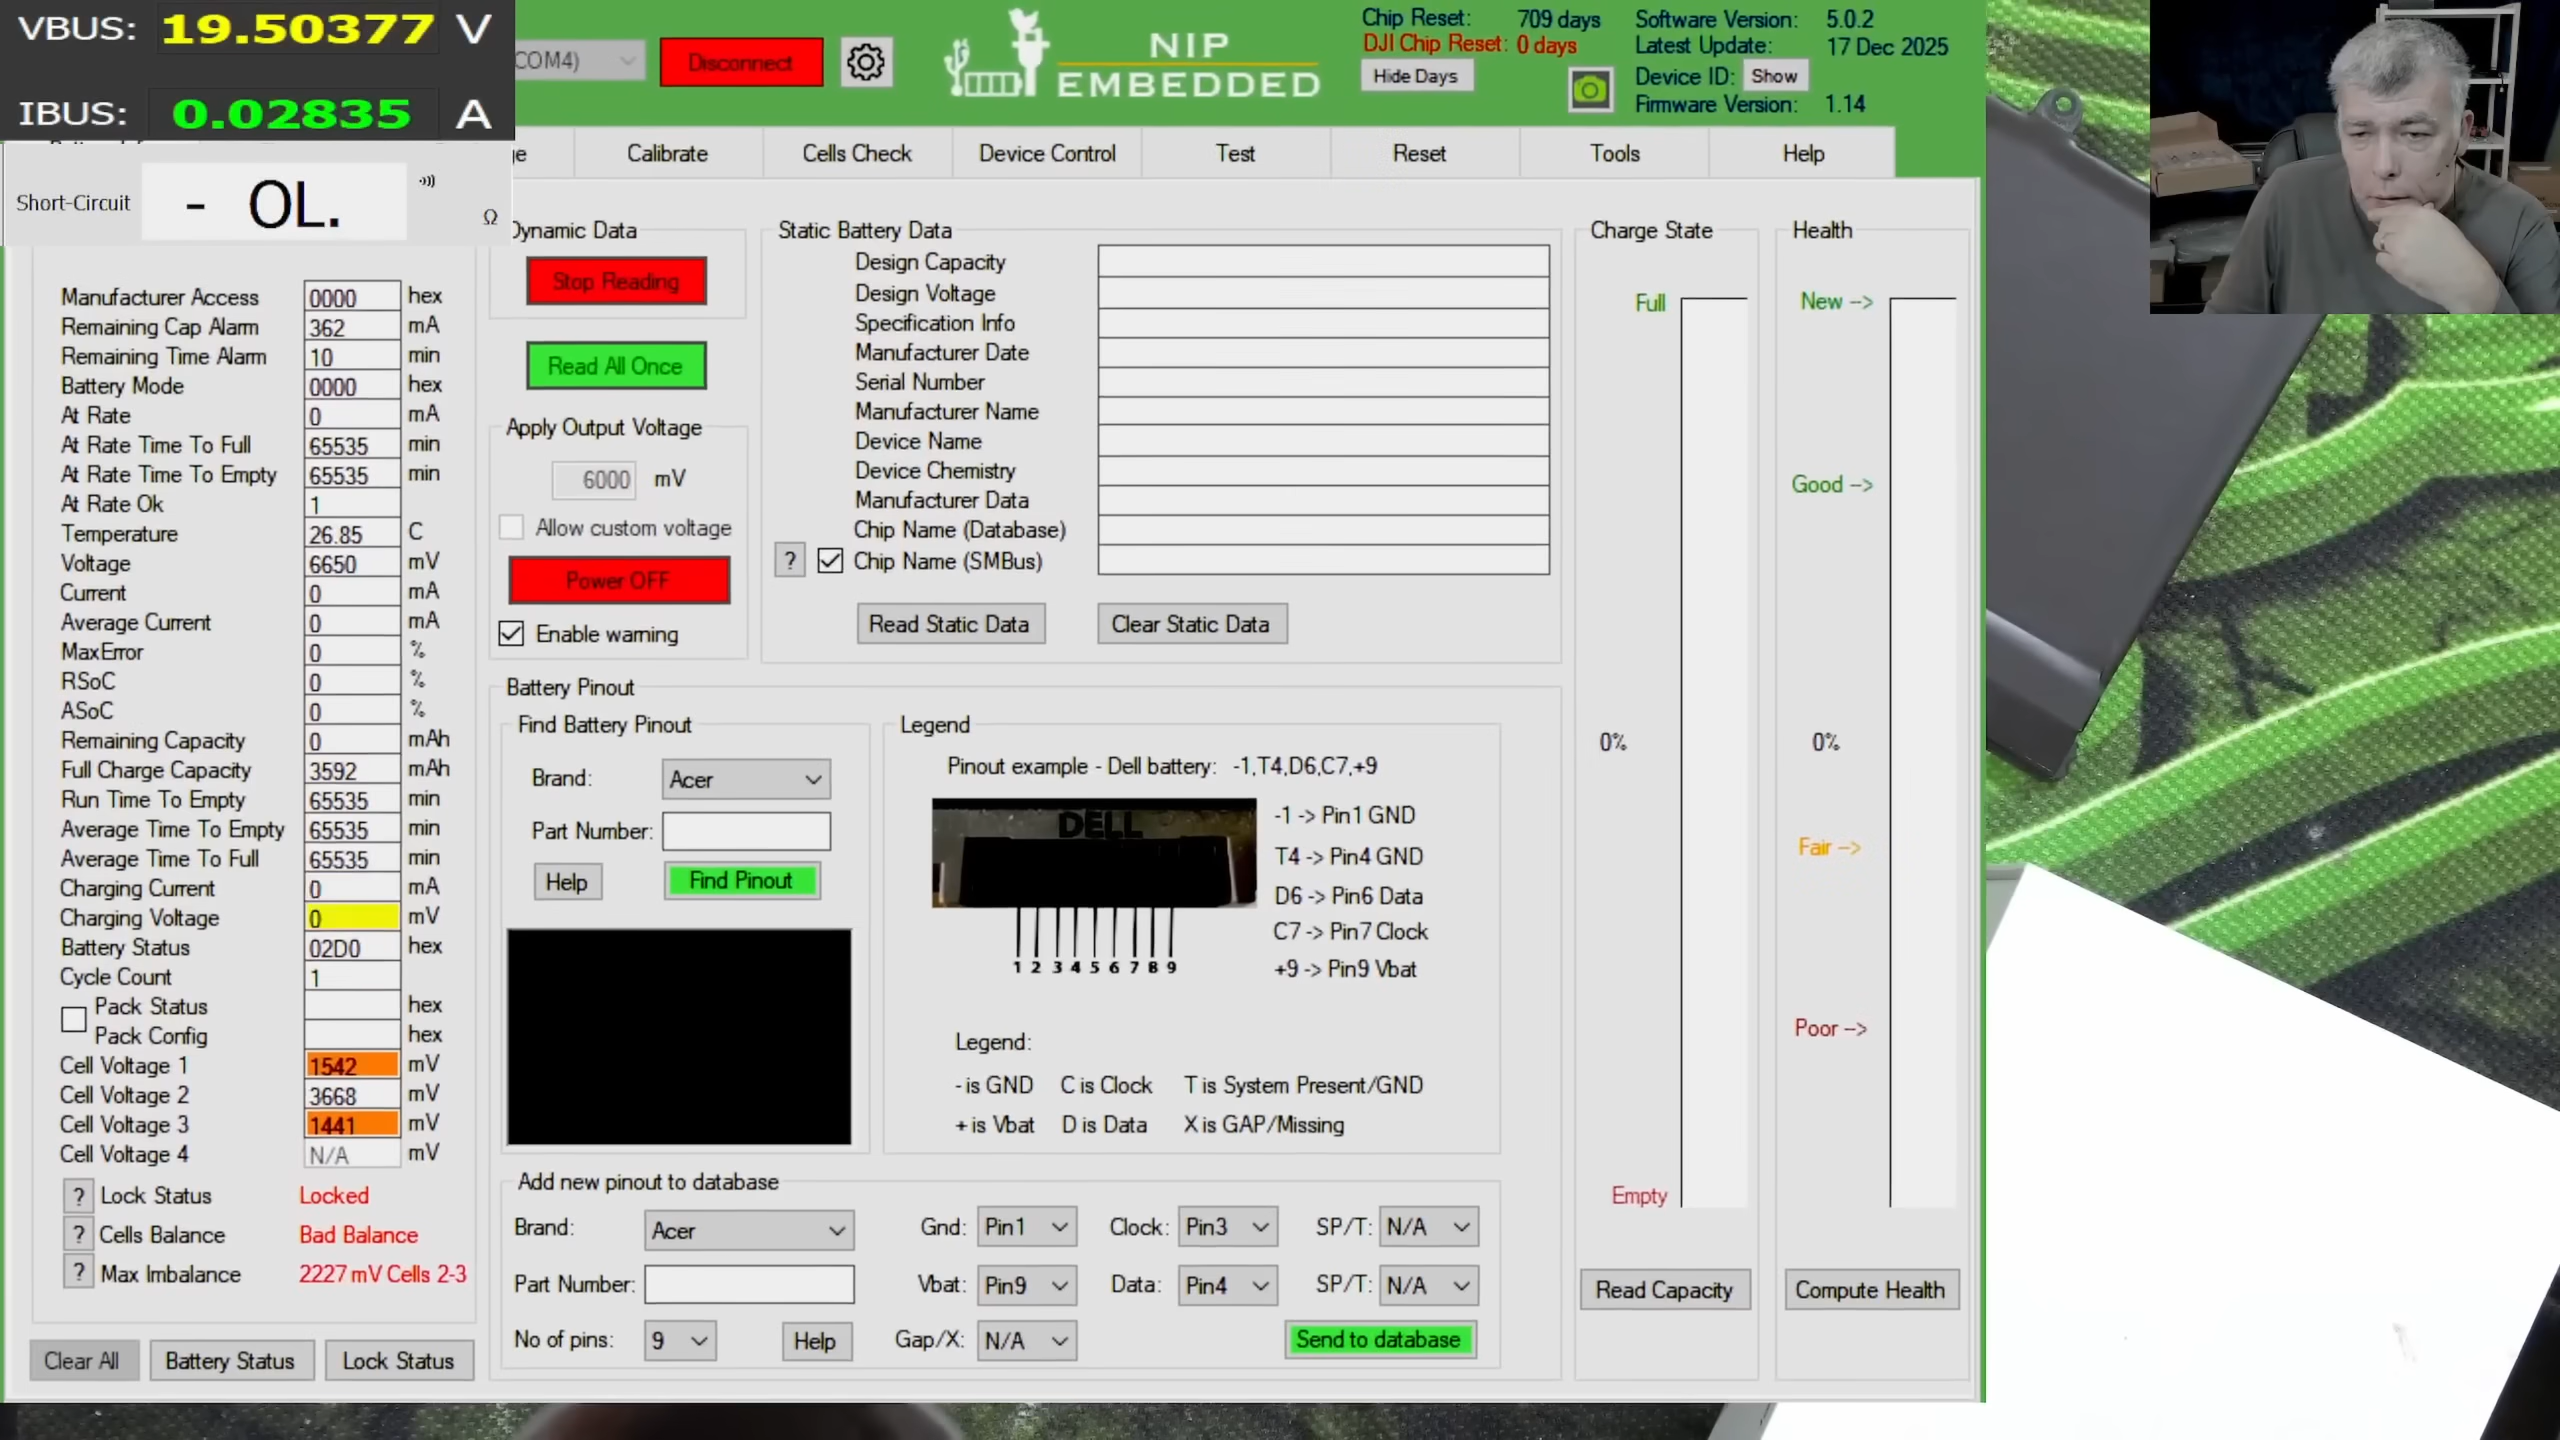 VBUS: 19.50377 V
IBUS: 0.02835 A
Short-Circuit - OL. Ω
COM4)
Disconnect
NIP
EMBEDDED
Chip Reset: 709 days
DJI Chip Reset: 0 days
Hide Days
Software Version: 5.0.2
Latest Update: 17 Dec 2025
Device ID: Show
Firmware Version: 1.14
ge Calibrate Cells Check Device Control Test Reset Tools Help
Manufacturer Access 0000 hex
Remaining Cap Alarm 362 mA
Remaining Time Alarm 10 min
Battery Mode 0000 hex
At Rate 0 mA
At Rate Time To Full 65535 min
At Rate Time To Empty 65535 min
At Rate Ok 1
Temperature 26.85 C
Voltage 6650 mV
Current 0 mA
Average Current 0 mA
MaxError 0 %
RSoC 0 %
ASoC 0 %
Remaining Capacity 0 mAh
Full Charge Capacity 3592 mAh
Run Time To Empty 65535 min
Average Time To Empty 65535 min
Average Time To Full 65535 min
Charging Current 0 mA
Charging Voltage 0 mV
Battery Status 02D0 hex
Cycle Count 1
Pack Status hex
Pack Config hex
Cell Voltage 1 1542 mV
Cell Voltage 2 3668 mV
Cell Voltage 3 1441 mV
Cell Voltage 4 N/A mV
? Lock Status Locked
? Cells Balance Bad Balance
? Max Imbalance 2227 mV Cells 2-3
Clear All Battery Status Lock Status
Dynamic Data
Stop Reading
Read All Once
Apply Output Voltage
6000 mV
Allow custom voltage
Power OFF
Enable warning
Static Battery Data
Design Capacity
Design Voltage
Specification Info
Manufacturer Date
Serial Number
Manufacturer Name
Device Name
Device Chemistry
Manufacturer Data
Chip Name (Database)
? Chip Name (SMBus)
Read Static Data Clear Static Data
Battery Pinout
Find Battery Pinout
Brand: Acer
Part Number:
Help Find Pinout
Legend
Pinout example - Dell battery: -1,T4,D6,C7,+9
DELL
1 2 3 4 5 6 7 8 9
-1 -> Pin1 GND
T4 -> Pin4 GND
D6 -> Pin6 Data
C7 -> Pin7 Clock
+9 -> Pin9 Vbat
Legend:
- is GND C is Clock T is System Present/GND
+ is Vbat D is Data X is GAP/Missing
Add new pinout to database
Brand: Acer Gnd: Pin1 Clock: Pin3 SP/T: N/A
Part Number: Vbat: Pin9 Data: Pin4 SP/T: N/A
No of pins: 9 Help Gap/X: N/A Send to database
Charge State
Full
0%
Empty
Read Capacity
Health
New -->
Good -->
0%
Fair -->
Poor -->
Compute Health